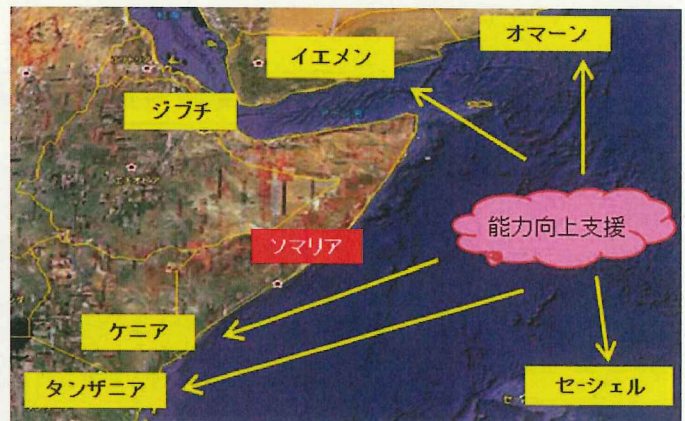 オマーン
イエメン
ジブチ
能力向上支援
ソマリア
ケニア
タンザニア
セーシェル